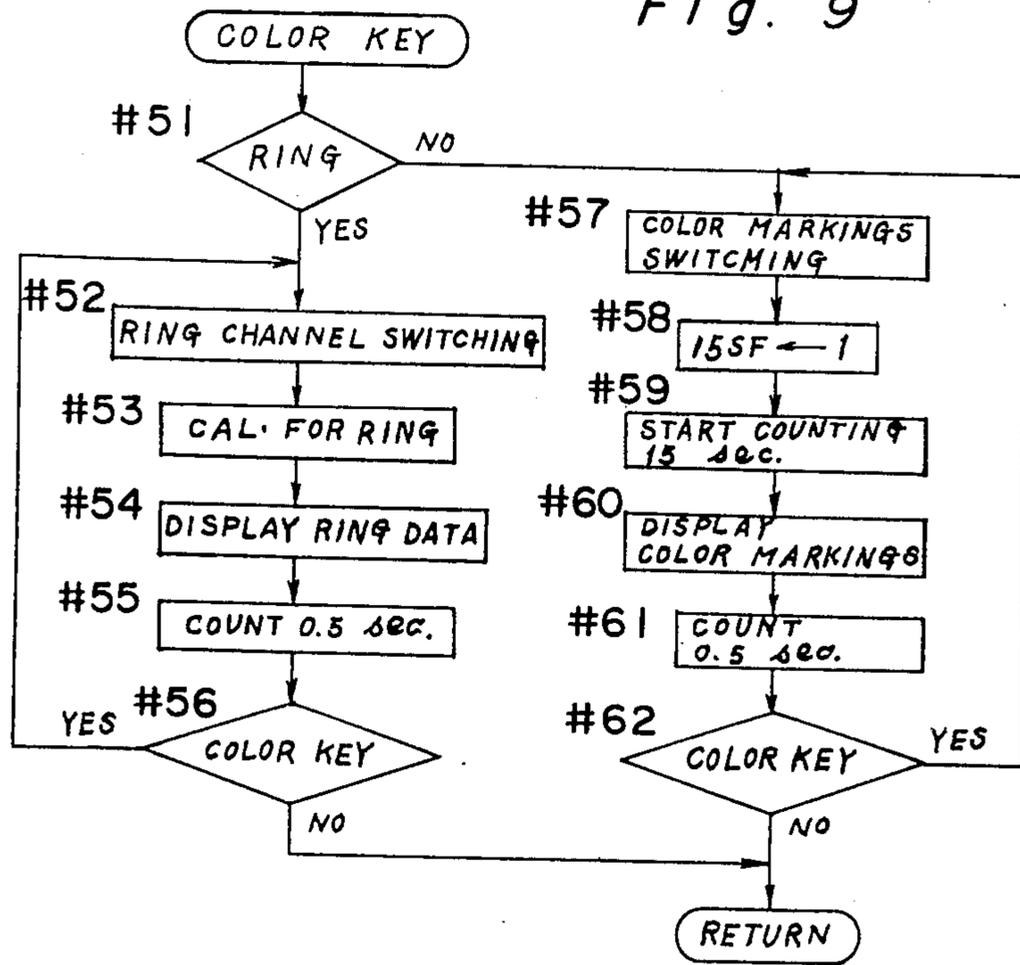 Fig. 9
COLOR KEY
#51
RING
NO
YES
#52
RING CHANNEL SWITCHING
#53
CAL. FOR RING
#54
DISPLAY RING DATA
#55
COUNT 0.5 sec.
#56
COLOR KEY
YES
NO
#57
COLOR MARKINGS
SWITCMING
#58
15SF ← 1
#59
START COUNTING
15 sec.
#60
DISPLAY
COLOR MARKINGS
#61
COUNT
0.5 sec.
#62
COLOR KEY
YES
NO
RETURN